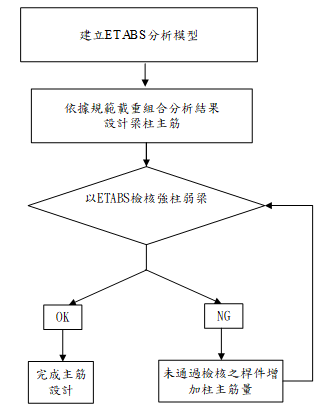 建立ETABS分析模型
依據規範載重組合分析結果
設計梁柱主筋
以ETABS檢核強柱弱梁
OK
NG
完成主筋
設計
未通過檢核之桿件增
加柱主筋量